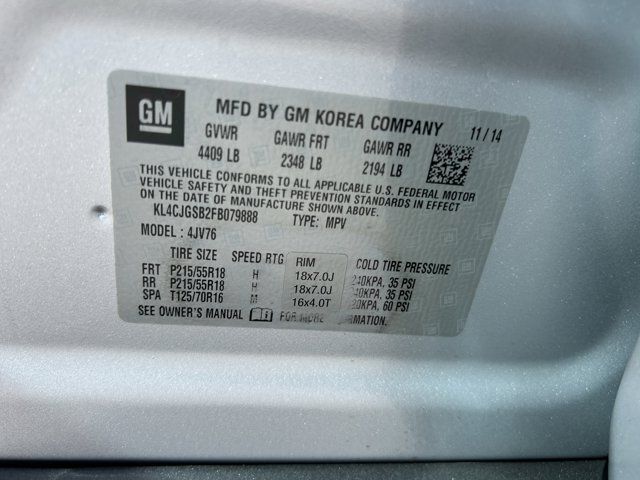 GM
MFD BY GM KOREA COMPANY 11/14
GVWR GAWR FRT GAWR RR
4409 LB 2348 LB 2194 LB
THIS VEHICLE CONFORMS TO ALL APPLICABLE U.S. FEDERAL MOTOR
VEHICLE SAFETY AND THEFT PREVENTION STANDARDS IN EFFECT
ON THE DATE OF MANUFACTURE SHOWN ABOVE.
KL4CJGSB2FB079888 TYPE: MPV
MODEL : 4JV76
TIRE SIZE SPEED RTG RIM COLD TIRE PRESSURE
FRT P215/55R18 H 18x7.0J 240KPA, 35 PSI
RR P215/55R18 H 18x7.0J 240KPA, 35 PSI
SPA T125/70R16 M 16x4.0T 60 PSI
SEE OWNER'S MANUAL FOR MORE INFORMATION.